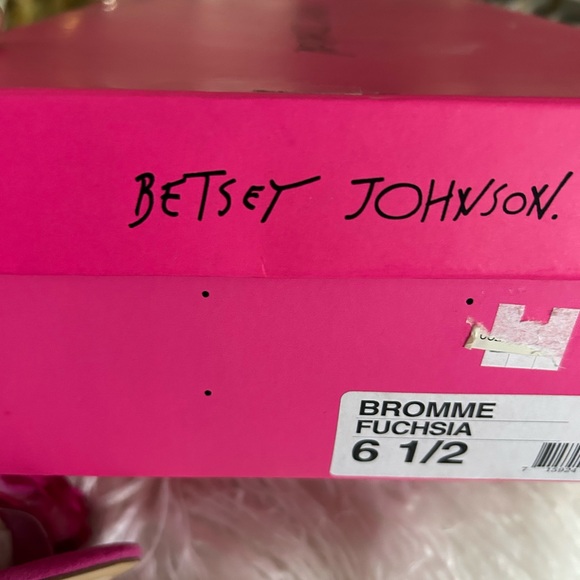 BETSEY JOHNSON.
BROMME
FUCHSIA
6 1/2